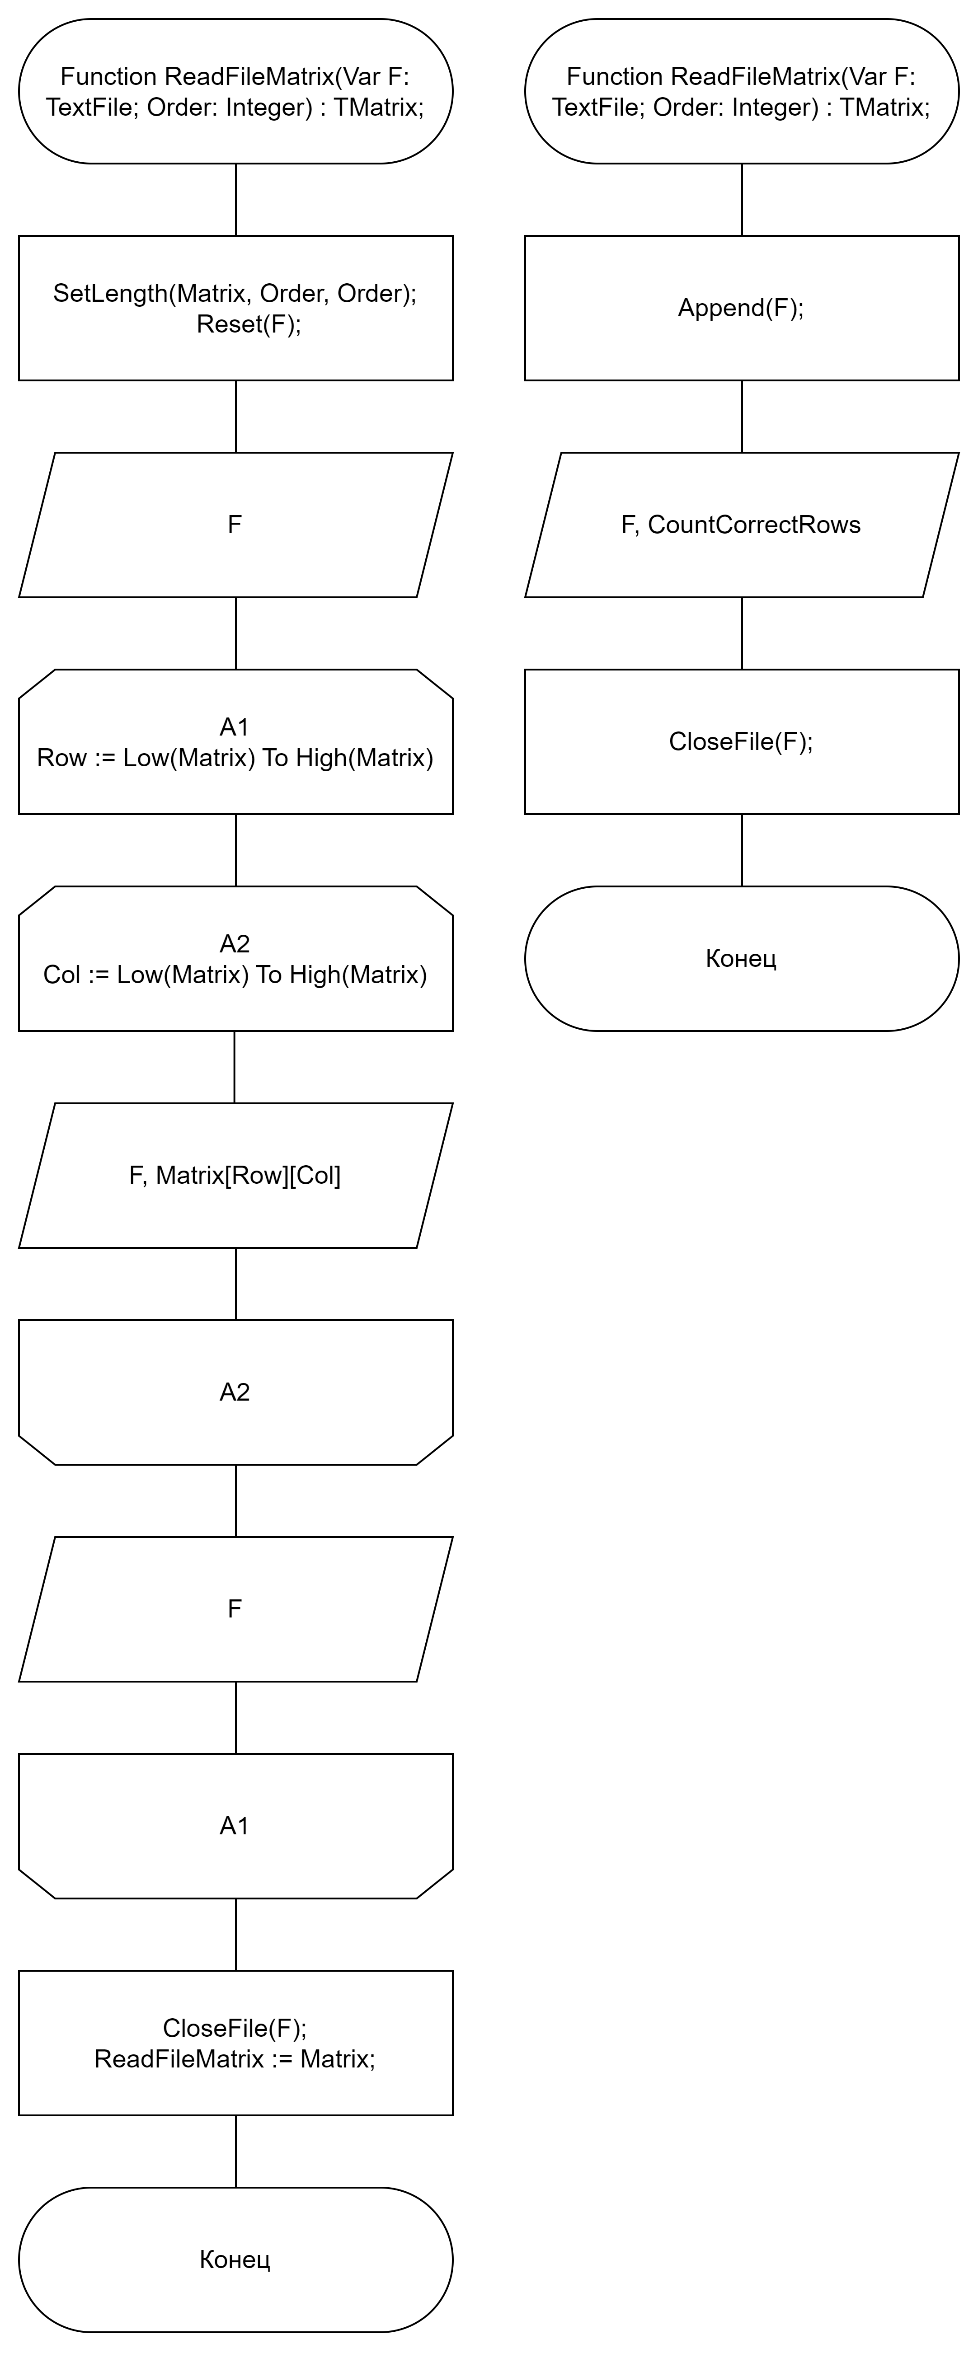 Function ReadFileMatrix(Var F:
TextFile; Order: Integer) : TMatrix;
SetLength(Matrix, Order, Order);
Reset(F);
F
A1
Row := Low(Matrix) To High(Matrix)
A2
Col := Low(Matrix) To High(Matrix)
F, Matrix[Row][Col]
A2
F
A1
CloseFile(F);
ReadFileMatrix := Matrix;
Конец
Function ReadFileMatrix(Var F:
TextFile; Order: Integer) : TMatrix;
Append(F);
F, CountCorrectRows
CloseFile(F);
Конец